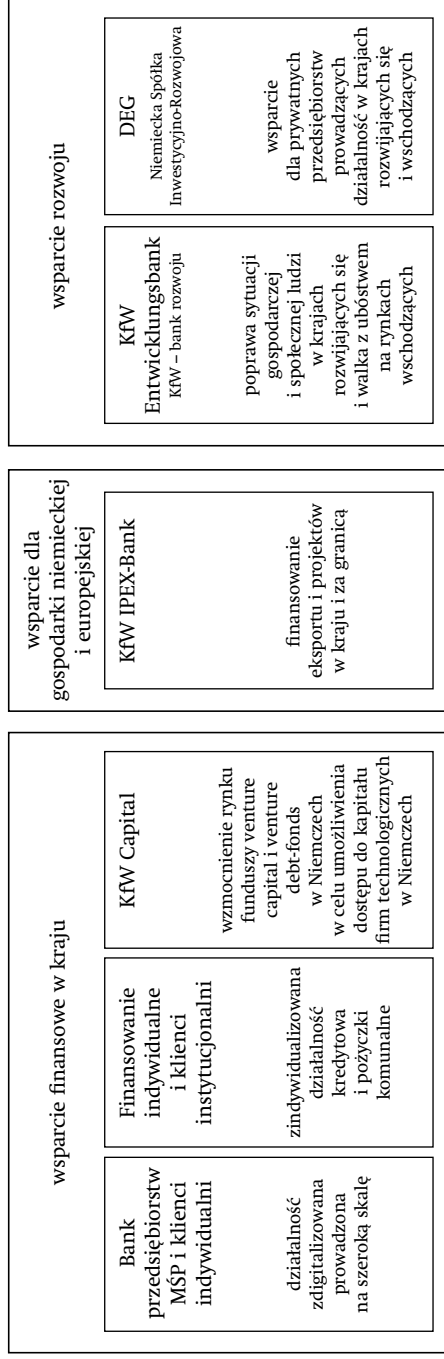 wsparcie finansowe w kraju
Bank
przedsiębiorstw
MŚP i klienci
indywidualni
działalność
zdigitalizowana
prowadzona
na szeroką skalę
Finansowanie
indywidualne
i klienci
instytucjonalni
zindywidualizowana
działalność
kredytowa
i pożyczki
komunalne
KfW Capital
wzmocnienie rynku
funduszy venture
capital i venture
debt-fonds
w Niemczech
w celu umożliwienia
dostępu do kapitału
firm technologicznych
w Niemczech
wsparcie dla
gospodarki niemieckiej
i europejskiej
KfW IPEX-Bank
finansowanie
eksportu i projektów
w kraju i za granicą
wsparcie rozwoju
KfW
Entwicklungsbank
KfW – bank rozwoju
poprawa sytuacji
gospodarczej
i społecznej ludzi
w krajach
rozwijających się
i walka z ubóstwem
na rynkach
wschodzących
DEG
Niemiecka Spółka
Inwestycyjno-Rozwojowa
wsparcie
dla prywatnych
przedsiębiorstw
prowadzących
działalność w krajach
rozwijających się
i wschodzących